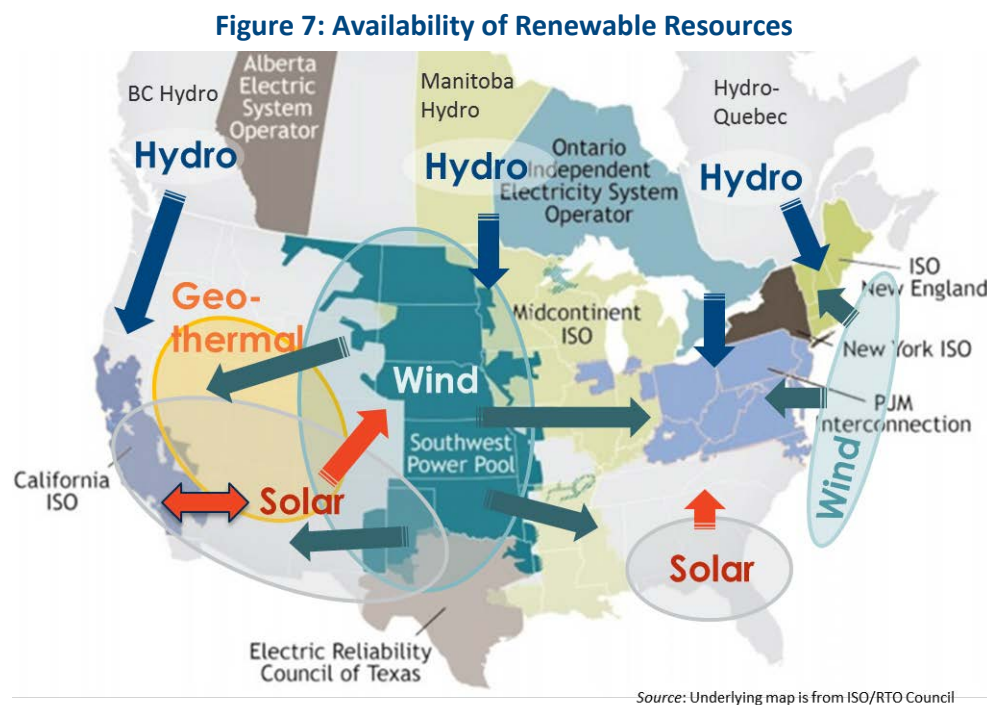 Figure 7: Availability of Renewable Resources
Alberta
Electric
System
Operator
BC Hydro
Hydro
Manitoba
Hydro
Hydro
Hydro-
Quebec
Hydro
Ontario
Independent
Electricity System
Operator
ISO
New England
Geo-
thermal
Midcontinent
ISO
New York ISO
Wind
PJM
Interconnection
Southwest
Power Pool
California
ISO
Solar
Wind
Solar
Electric Reliability
Council of Texas
Source: Underlying map is from ISO/RTO Council